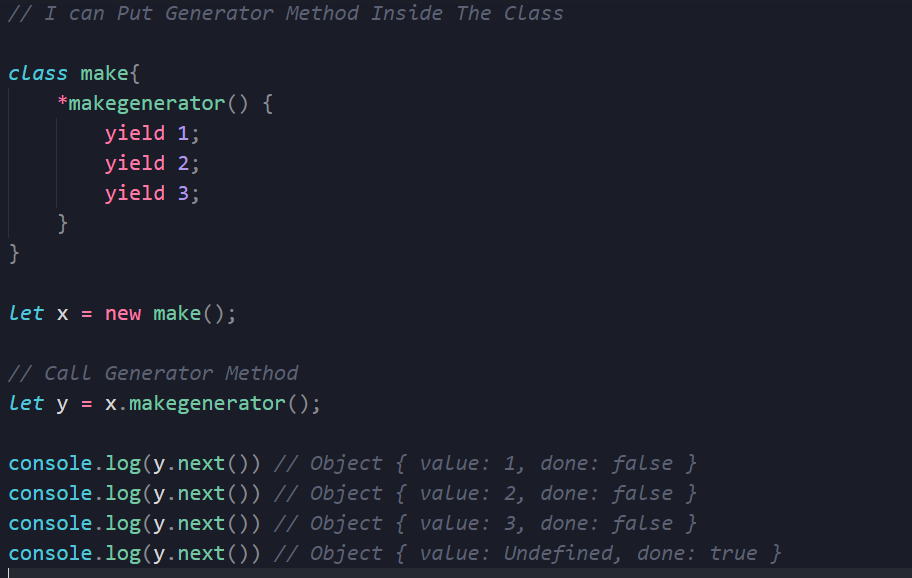 // I can Put Generator Method Inside The Class
class make{
*makegenerator() {
yield 1;
yield 2;
yield 3;
}
}
let x = new make();
// Call Generator Method
let y = x.makegenerator();
console.log(y.next()) // Object { value: 1, done: false }
console.log(y.next()) // Object { value: 2, done: false }
console.log(y.next()) // Object { value: 3, done: false }
console.log(y.next()) // Object { value: Undefined, done: true }